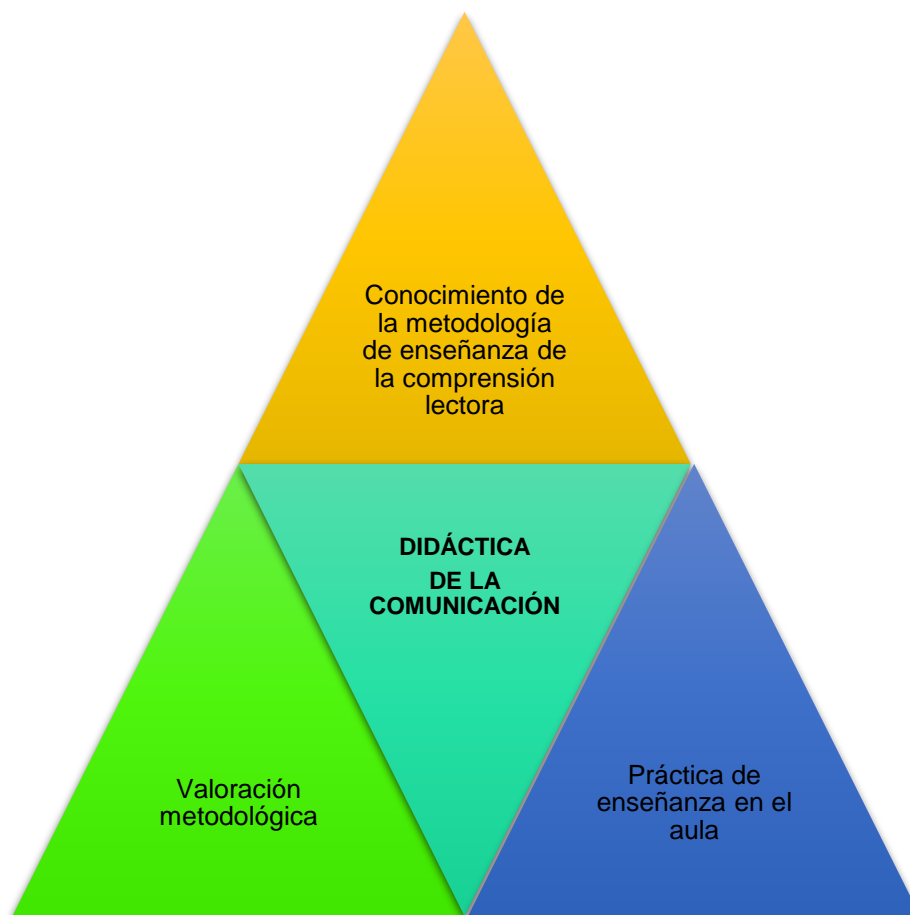 Conocimiento de
la metodología
de enseñanza de
la comprensión
lectora
DIDÁCTICA
DE LA
COMUNICACIÓN
Valoración
metodológica
Práctica de
enseñanza en el
aula